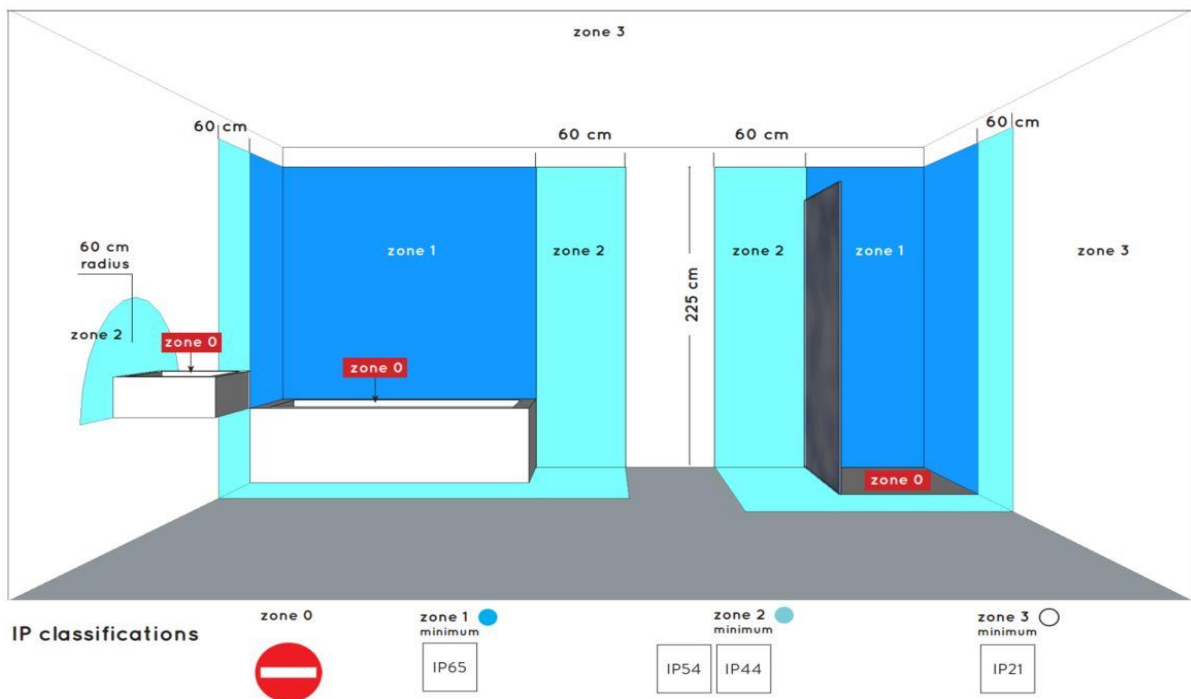 zone 3
60 cm
60 cm
60 cm
60 cm
60 cm
radius
zone 1
zone 2
zone 2
zone 1
zone 3
225 cm
zone 2
zone 0
zone 0
zone 0
IP classifications
zone 0
zone 1
minimum
IP65
zone 2
minimum
IP54
IP44
zone 3
minimum
IP21